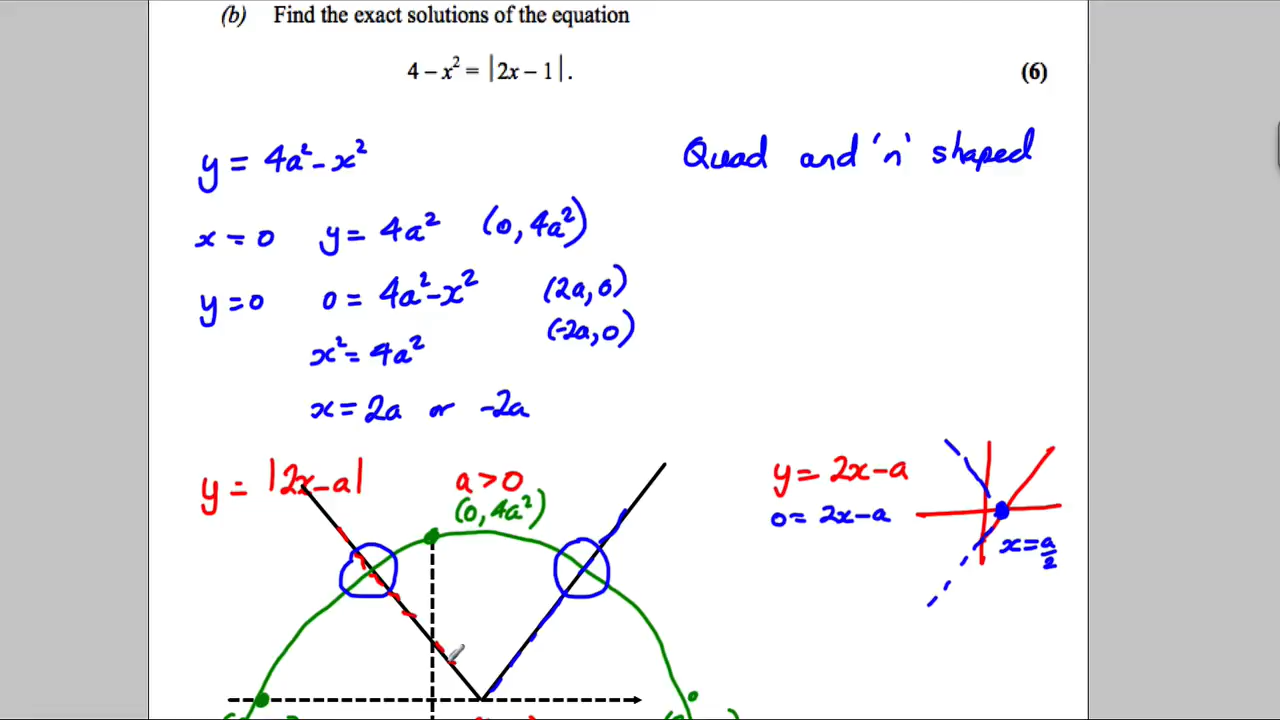 (b) Find the exact solutions of the equation
4 – x² = |2x – 1|. (6)
y = 4a² – x² Quad and 'n' shaped
x = 0 y = 4a² (0, 4a²)
y = 0 0 = 4a² – x² (2a, 0)
(-2a, 0)
x² = 4a²
x = 2a or -2a
y = |2x – a| a > 0
(0, 4a²)
y = 2x – a
0 = 2x – a
x = a/2